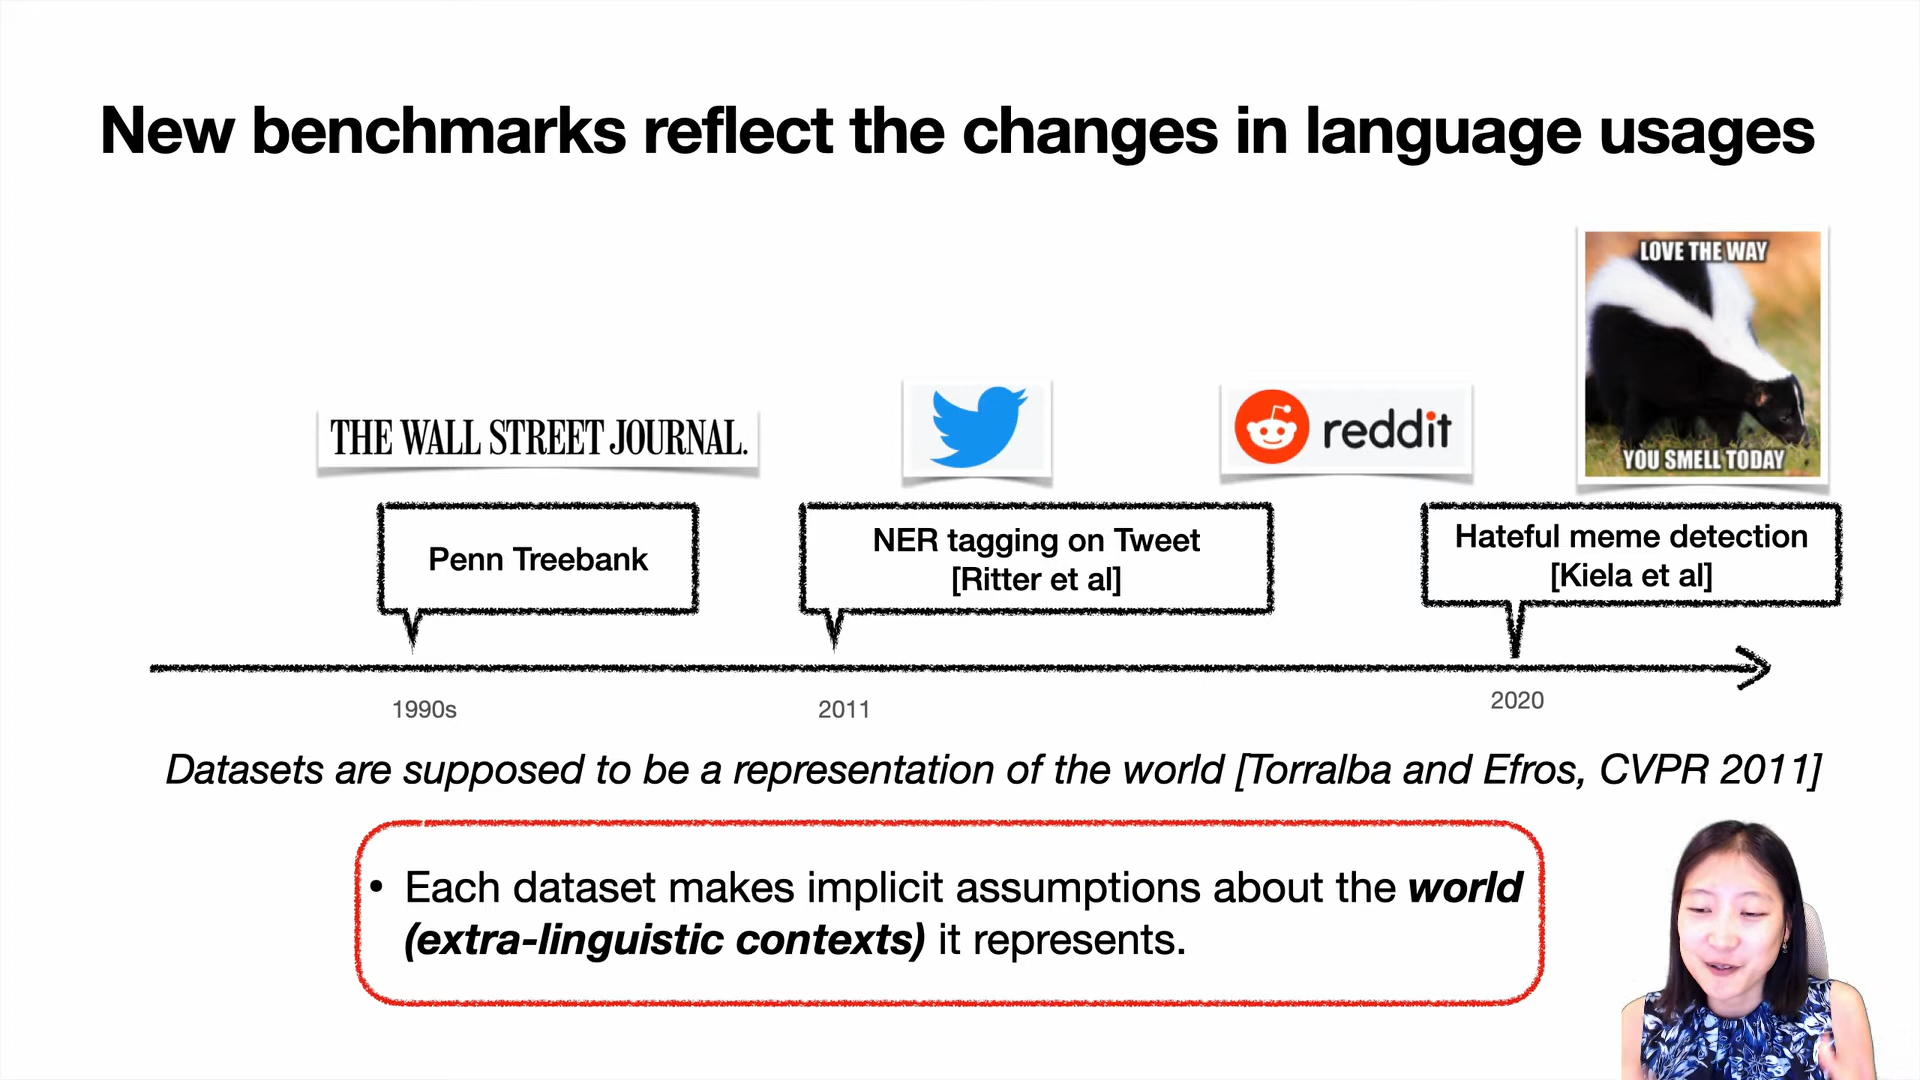 New benchmarks reflect the changes in language usages
LOVE THE WAY
YOU SMELL TODAY
THE WALL STREET JOURNAL.
reddit
Penn Treebank
NER tagging on Tweet
[Ritter et al]
Hateful meme detection
[Kiela et al]
1990s
2011
2020
Datasets are supposed to be a representation of the world [Torralba and Efros, CVPR 2011]
• Each dataset makes implicit assumptions about the world
(extra-linguistic contexts) it represents.